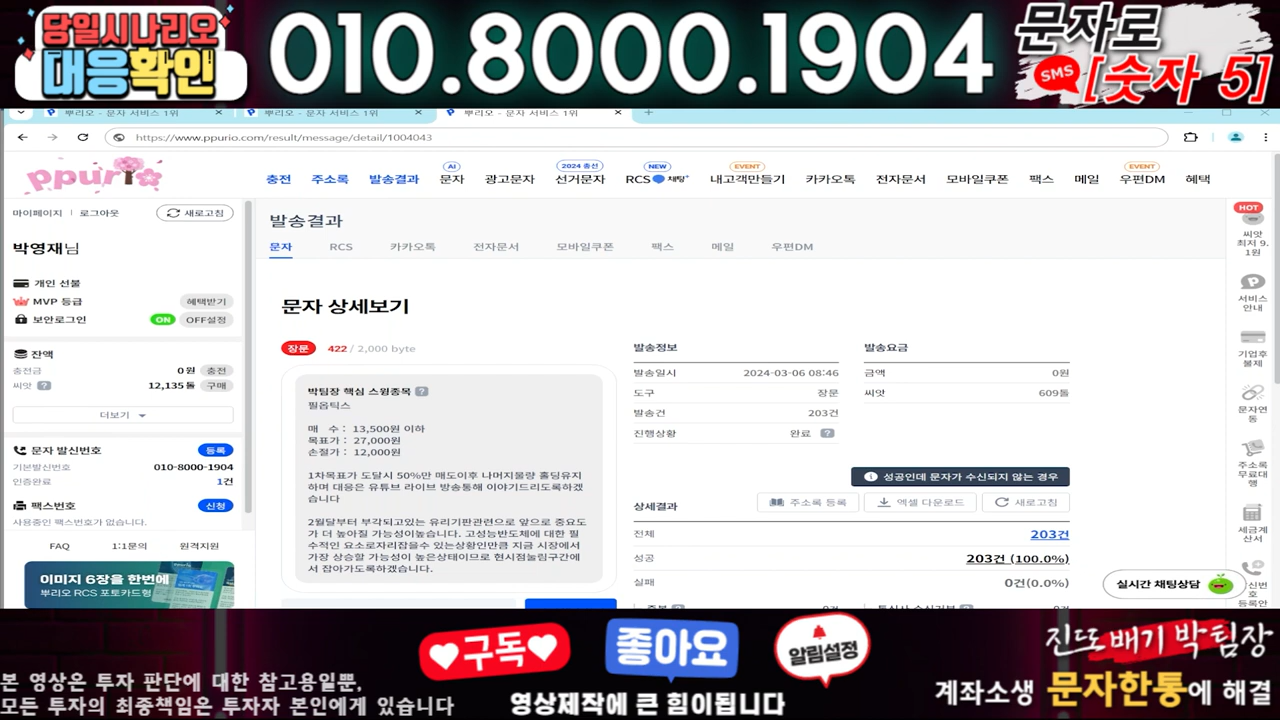 당일시나리오
대응확인
010.8000.1904
문자로
SMS
[숫자 5]
뿌리오 - 문자 서비스 1위
뿌리오 - 문자 서비스 1위
뿌리오 - 문자 서비스 1위
https://www.ppurio.com/result/message/detail/1004043
ppurio
충전
주소록
발송결과
AI
문자
광고문자
2024 총선
선거문자
NEW
RCS 채팅+
EVENT
내고객만들기
카카오톡
전자문서
모바일쿠폰
팩스
메일
EVENT
우편DM
혜택
마이페이지 | 로그아웃
새로고침
박영재님
개인 선불
MVP 등급
혜택받기
보안로그인
ON
OFF설정
잔액
충전금
0원
충전
씨앗 ?
12,135톨
구매
더보기
문자 발신번호
등록
기본발신번호
010-8000-1904
인증완료
1건
팩스번호
신청
사용중인 팩스번호가 없습니다.
FAQ
1:1문의
원격지원
이미지 6장을 한번에
뿌리오 RCS 포토카드형
발송결과
문자
RCS
카카오톡
전자문서
모바일쿠폰
팩스
메일
우편DM
문자 상세보기
장문
422 / 2,000 byte
박팀장 핵심 스윙종목 ?
필옵틱스
매 수 : 13,500원 이하
목표가 : 27,000원
손절가 : 12,000원
1차목표가 도달시 50%만 매도이후 나머지물량 홀딩유지
하며 대응은 유튜브 라이브 방송통해 이야기드리도록하겠
습니다
2월달부터 부각되고있는 유리기판관련으로 앞으로 중요도
가 더 높아질 가능성이높습니다. 고성능반도체에 대한 필
수적인 요소로자리잡을수 있는상황인만큼 지금 시장에서
가장 상승할 가능성이 높은상태이므로 현시점눌림구간에
서 잡아가도록하겠습니다.
발송정보
발송일시
2024-03-06 08:46
도구
장문
발송건
203건
진행상황
완료 ?
발송요금
금액
0원
씨앗
609톨
성공인데 문자가 수신되지 않는 경우
상세결과
주소록 등록
엑셀 다운로드
새로고침
전체
203건
성공
203건 (100.0%)
실패
0건(0.0%)
HOT
씨앗
최저 9.
1원
서비스
안내
기업후
불제
문자연
동
주소록
무료대
행
세금계
산서
발신번
호
등록안
실시간 채팅상담
본 영상은 투자 판단에 대한 참고용일뿐,
모든 투자의 최종책임은 투자자 본인에게 있습니다
구독
좋아요
알림설정
영상제작에 큰 힘이됩니다
진또배기 박팀장
계좌소생 문자한통에 해결